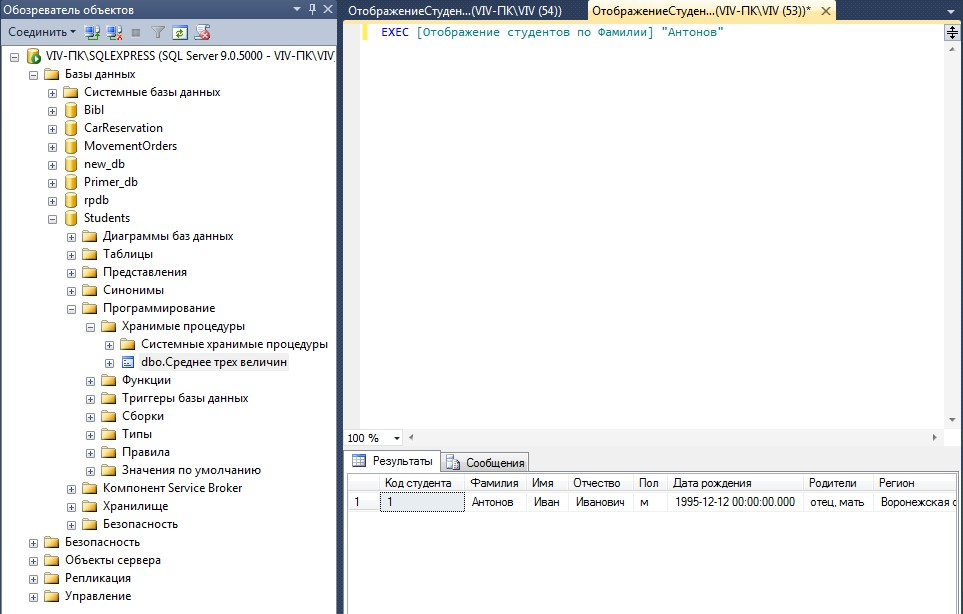 Обозреватель объектов
Соединить
VIV-ПК\SQLEXPRESS (SQL Server 9.0.5000 - VIV-ПК\VIV
Базы данных
Системные базы данных
Bibl
CarReservation
MovementOrders
new_db
Primer_db
rpdb
Students
Диаграммы баз данных
Таблицы
Представления
Синонимы
Программирование
Хранимые процедуры
Системные хранимые процедуры
dbo.Среднее трех величин
Функции
Триггеры базы данных
Сборки
Типы
Правила
Значения по умолчанию
Компонент Service Broker
Хранилище
Безопасность
Безопасность
Объекты сервера
Репликация
Управление
ОтображениеСтуден...(VIV-ПК\VIV (54)) ОтображениеСтуден...(VIV-ПК\VIV (53))*
EXEC [Отображение студентов по Фамилии] "Антонов"
100 %
Результаты Сообщения
Код студента Фамилия Имя Отчество Пол Дата рождения Родители Регион
1 1 Антонов Иван Иванович м 1995-12-12 00:00:00.000 отец, мать Воронежская о